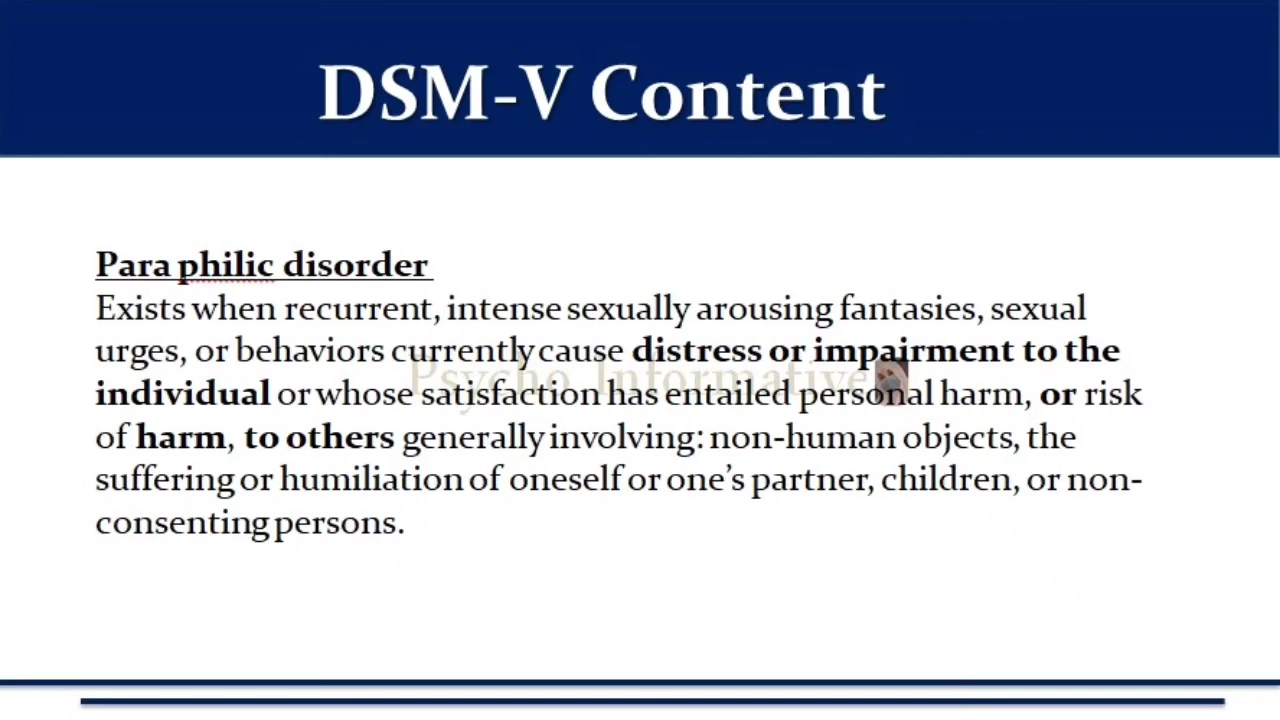 DSM-V Content
Para philic disorder
Exists when recurrent, intense sexually arousing fantasies, sexual
urges, or behaviors currently cause distress or impairment to the
Psycho Informative
individual or whose satisfaction has entailed personal harm, or risk
of harm, to others generally involving: non-human objects, the
suffering or humiliation of oneself or one’s partner, children, or non-
consenting persons.